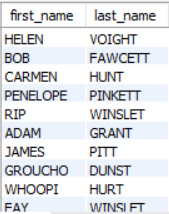 first_name last_name
HELEN VOIGHT
BOB FAWCETT
CARMEN HUNT
PENELOPE PINKETT
RIP WINSLET
ADAM GRANT
JAMES PITT
GROUCHO DUNST
WHOOPI HURT
FAY WINSLET